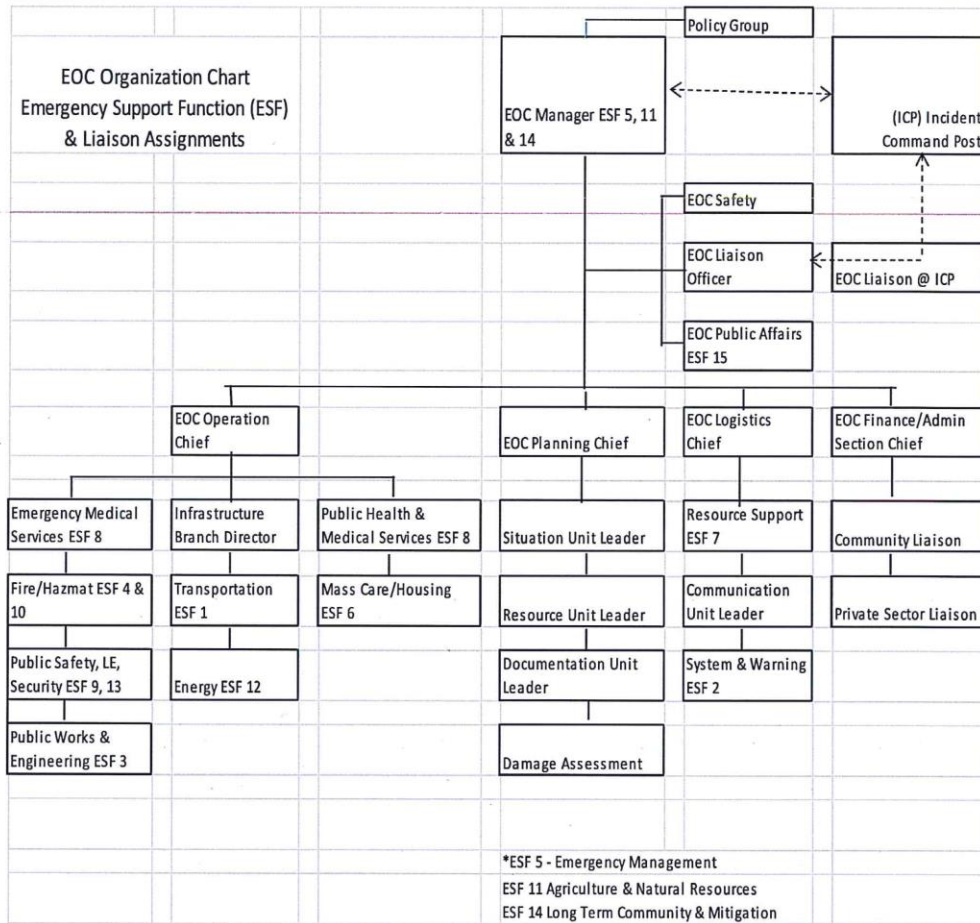 Policy Group
EOC Organization Chart
Emergency Support Function (ESF)
& Liaison Assignments
EOC Manager ESF 5, 11
& 14
(ICP) Incident
Command Post
EOC Safety
EOC Liaison
Officer
EOC Liaison @ ICP
EOC Public Affairs
ESF 15
EOC Operation
Chief
EOC Planning Chief
EOC Logistics
Chief
EOC Finance/Admin
Section Chief
Emergency Medical
Services ESF 8
Infrastructure
Branch Director
Public Health &
Medical Services ESF 8
Situation Unit Leader
Resource Support
ESF 7
Community Liaison
Fire/Hazmat ESF 4 &
10
Transportation
ESF 1
Mass Care/Housing
ESF 6
Resource Unit Leader
Communication
Unit Leader
Private Sector Liaison
Public Safety, LE,
Security ESF 9, 13
Energy ESF 12
Documentation Unit
Leader
System & Warning
ESF 2
Public Works &
Engineering ESF 3
Damage Assessment
*ESF 5 - Emergency Management
ESF 11 Agriculture & Natural Resources
ESF 14 Long Term Community & Mitigation